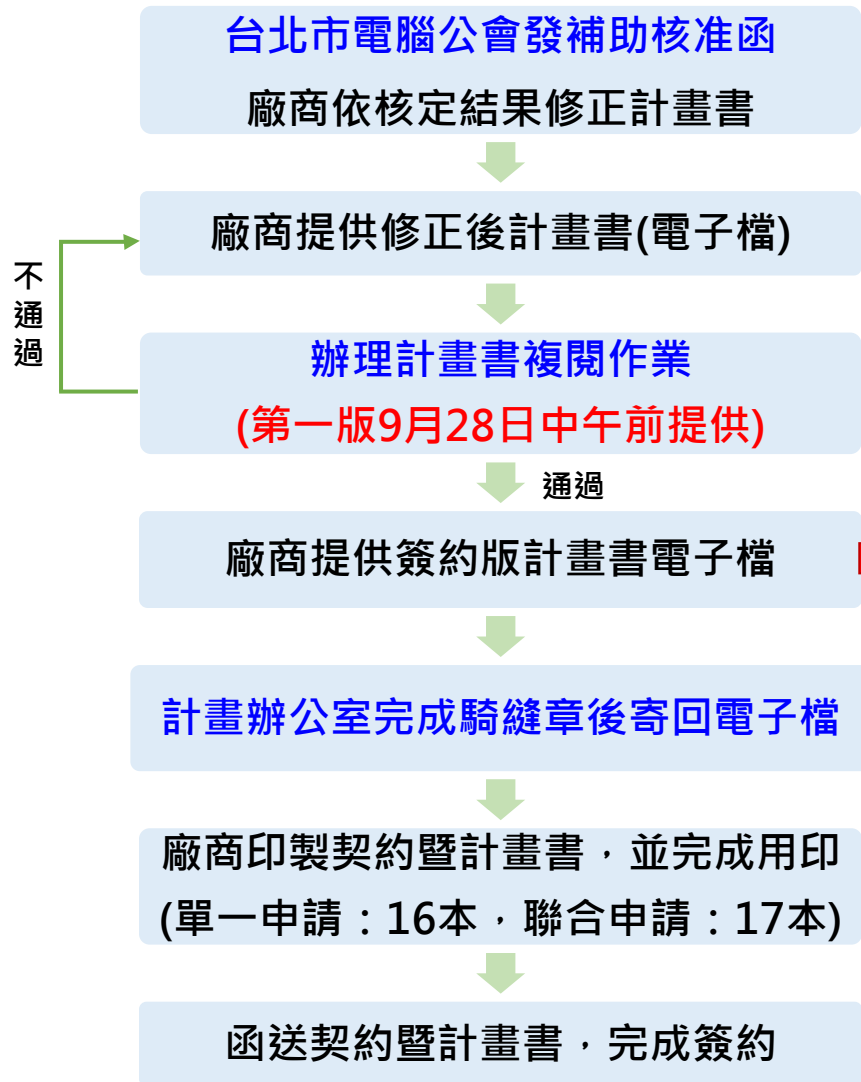 台北市電腦公會發補助核准函
廠商依核定結果修正計畫書
廠商提供修正後計畫書(電子檔)
不通過
辦理計畫書複閱作業
(第一版9月28日中午前提供)
通過
廠商提供簽約版計畫書電子檔
計畫辦公室完成騎縫章後寄回電子檔
廠商印製契約暨計畫書，並完成用印
(單一申請：16本，聯合申請：17本)
函送契約暨計畫書，完成簽約